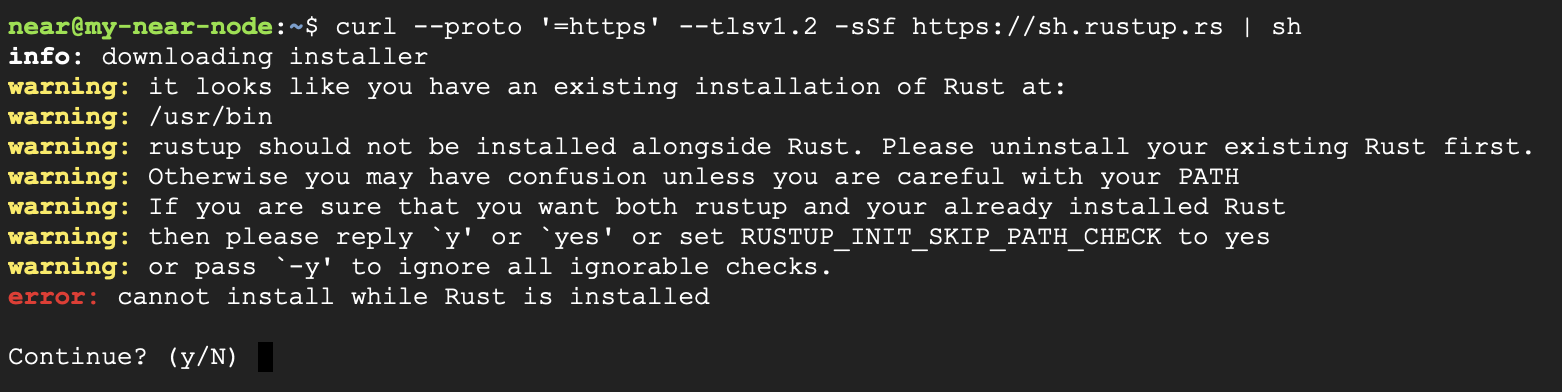 near@my-near-node:~$ curl --proto '=https' --tlsv1.2 -sSf https://sh.rustup.rs | sh
info: downloading installer
warning: it looks like you have an existing installation of Rust at:
warning: /usr/bin
warning: rustup should not be installed alongside Rust. Please uninstall your existing Rust first.
warning: Otherwise you may have confusion unless you are careful with your PATH
warning: If you are sure that you want both rustup and your already installed Rust
warning: then please reply `y' or `yes' or set RUSTUP_INIT_SKIP_PATH_CHECK to yes
warning: or pass `-y' to ignore all ignorable checks.
error: cannot install while Rust is installed
Continue? (y/N)